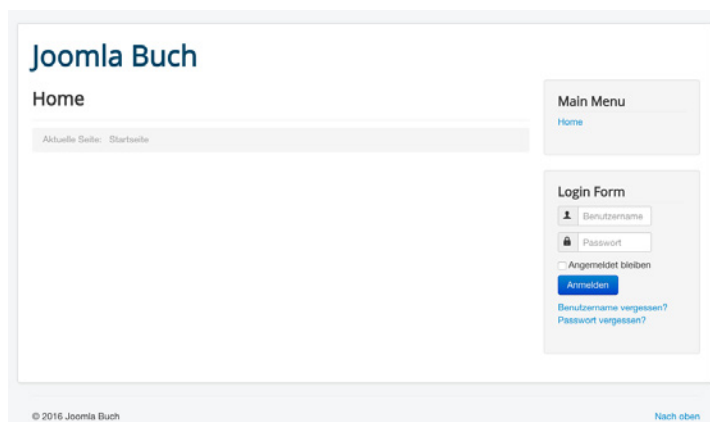 Joomla Buch
Home
Aktuelle Seite: Startseite
Main Menu
Home
Login Form
Benutzername
Passwort
Angemeldet bleiben
Anmelden
Benutzername vergessen?
Passwort vergessen?
© 2016 Joomla Buch
Nach oben